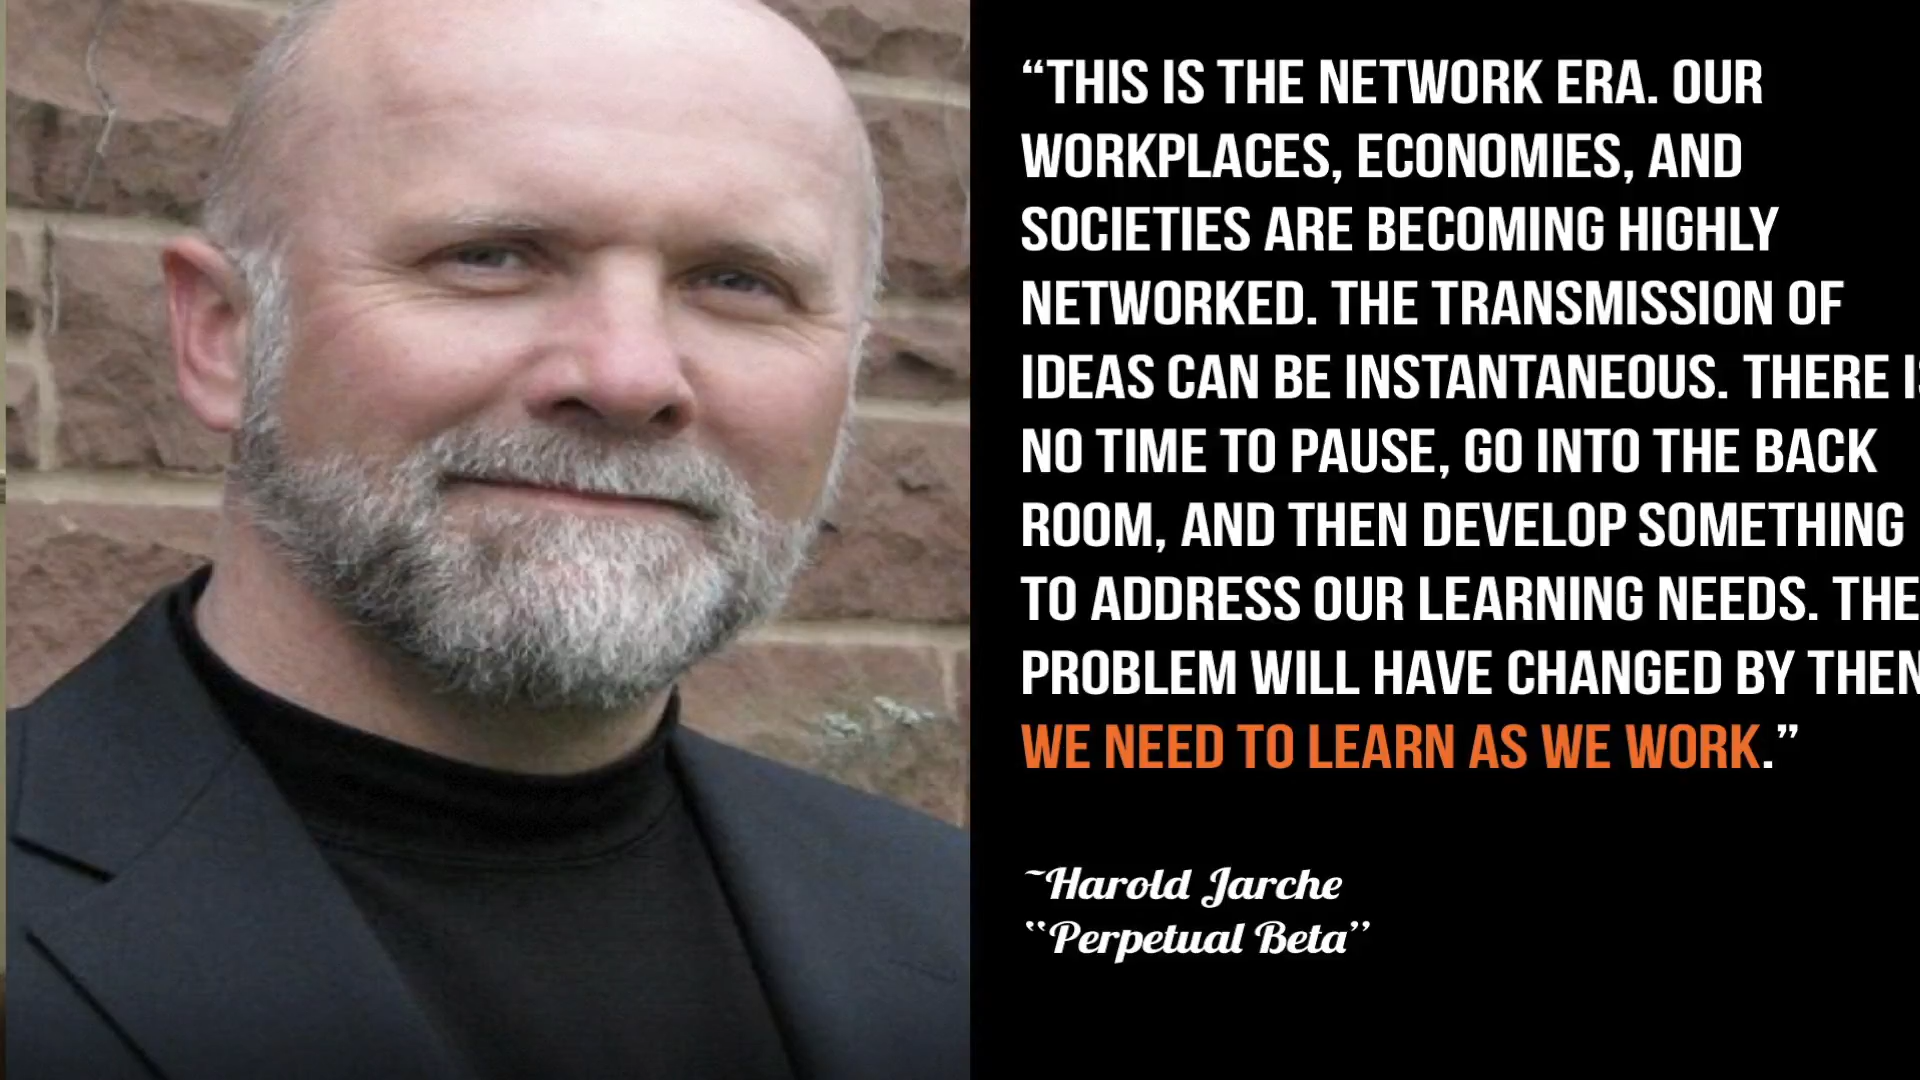 “THIS IS THE NETWORK ERA. OUR
WORKPLACES, ECONOMIES, AND
SOCIETIES ARE BECOMING HIGHLY
NETWORKED. THE TRANSMISSION OF
IDEAS CAN BE INSTANTANEOUS. THERE IS
NO TIME TO PAUSE, GO INTO THE BACK
ROOM, AND THEN DEVELOP SOMETHING
TO ADDRESS OUR LEARNING NEEDS. THE
PROBLEM WILL HAVE CHANGED BY THEN
WE NEED TO LEARN AS WE WORK.”
~Harold Jarche
“Perpetual Beta”